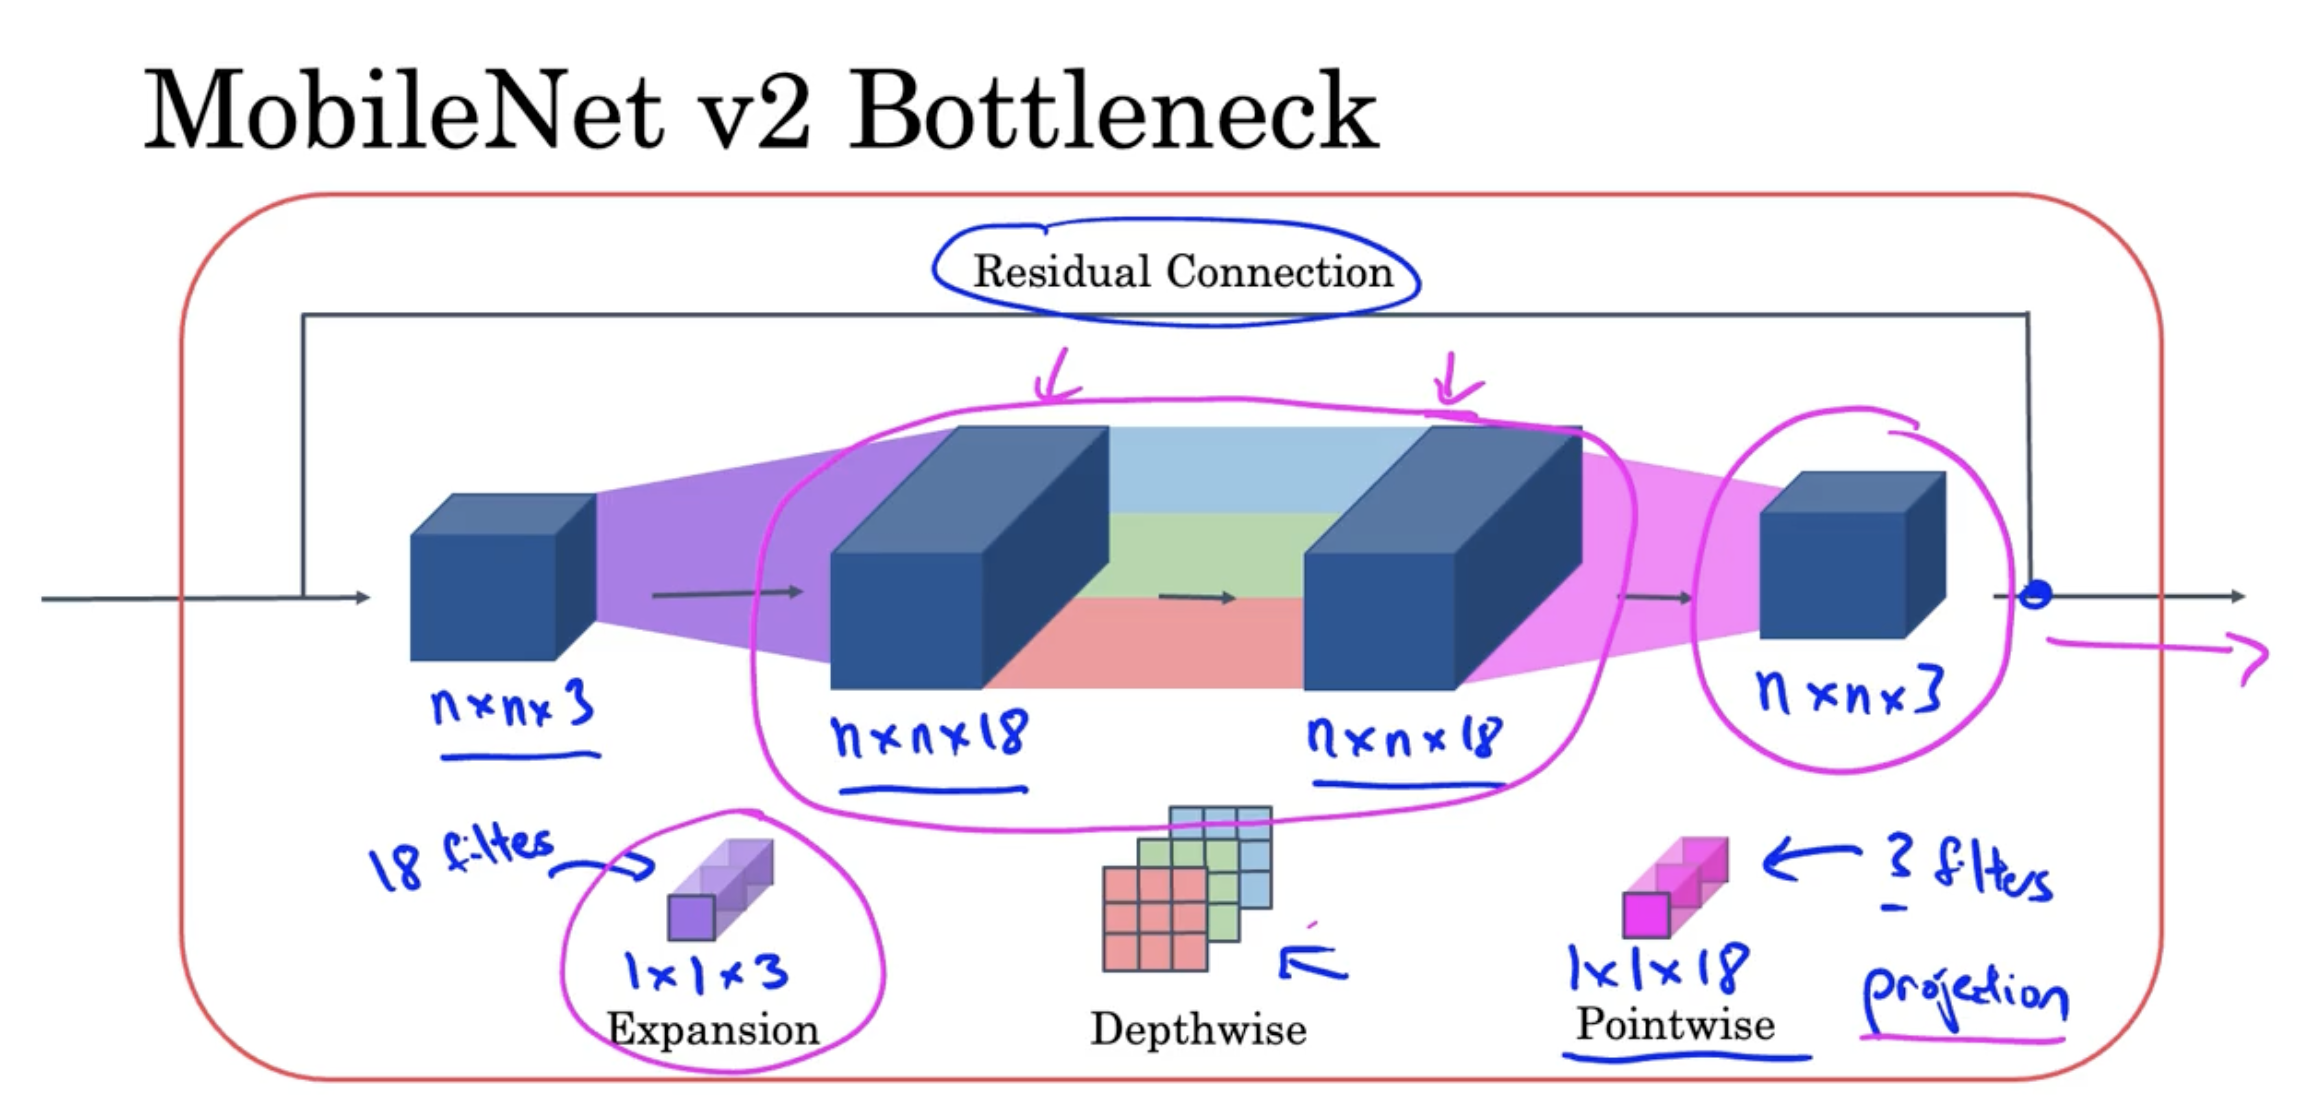 MobileNet v2 Bottleneck
Residual Connection
n×n×3
n×n×18
n×n×18
n×n×3
18 filtes
1×1×3
Expansion
Depthwise
3 filters
1×1×18
Pointwise
projection